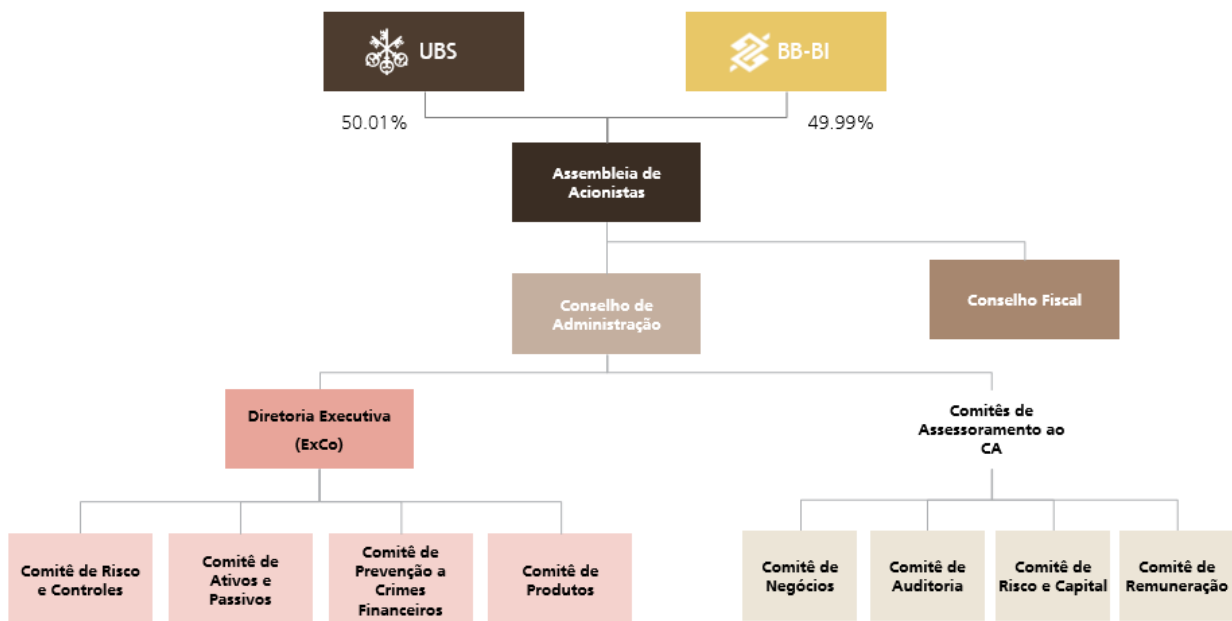 UBS
BB-BI
50.01%
49.99%
Assembleia de
Acionistas
Conselho de
Administração
Conselho Fiscal
Diretoria Executiva
(ExCo)
Comitês de
Assessoramento ao
CA
Comitê de Risco
e Controles
Comitê de
Ativos e
Passivos
Comitê de
Prevenção a
Crimes
Financeiros
Comitê de
Produtos
Comitê de
Negócios
Comitê de
Auditoria
Comitê de
Risco e Capital
Comitê de
Remuneração